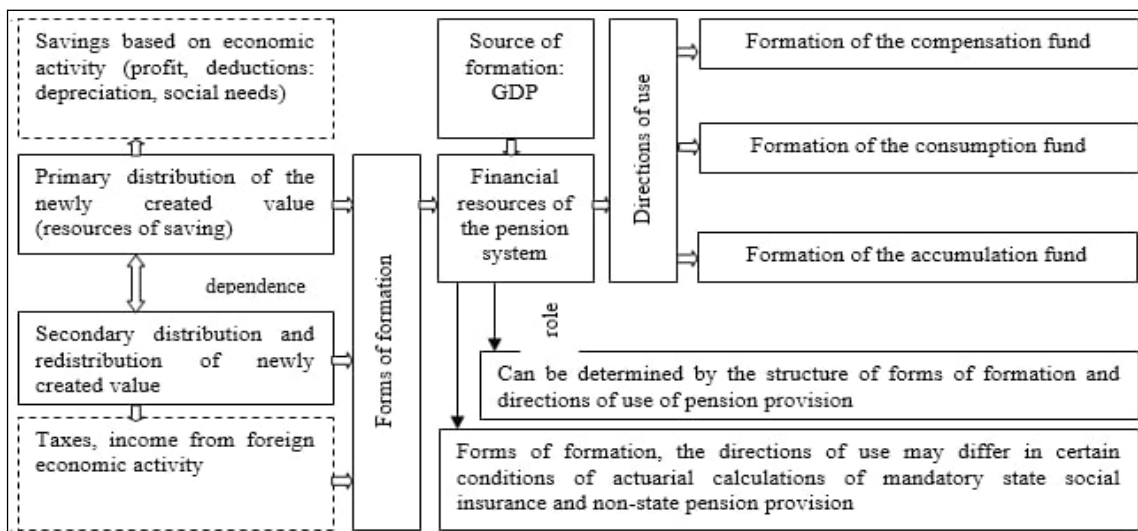 Savings based on economic
activity (profit, deductions:
depreciation, social needs)
Primary distribution of the
newly created value
(resources of saving)
dependence
Secondary distribution and
redistribution of newly
created value
Taxes, income from foreign
economic activity
Forms of formation
Source of
formation:
GDP
Financial
resources of
the pension
system
Directions of use
Formation of the compensation fund
Formation of the consumption fund
Formation of the accumulation fund
role
Can be determined by the structure of forms of formation and
directions of use of pension provision
Forms of formation, the directions of use may differ in certain
conditions of actuarial calculations of mandatory state social
insurance and non-state pension provision